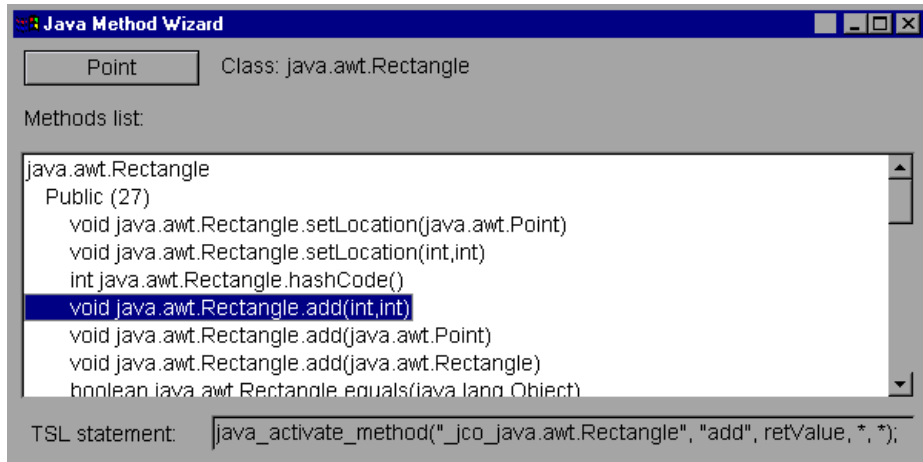 Java Method Wizard
Point Class: java.awt.Rectangle
Methods list:
java.awt.Rectangle
Public (27)
void java.awt.Rectangle.setLocation(java.awt.Point)
void java.awt.Rectangle.setLocation(int,int)
int java.awt.Rectangle.hashCode()
void java.awt.Rectangle.add(int,int)
void java.awt.Rectangle.add(java.awt.Point)
void java.awt.Rectangle.add(java.awt.Rectangle)
boolean java.awt.Rectangle.equals(java.lang.Object)
TSL statement: java_activate_method("_jco_java.awt.Rectangle", "add", retValue, *, *);